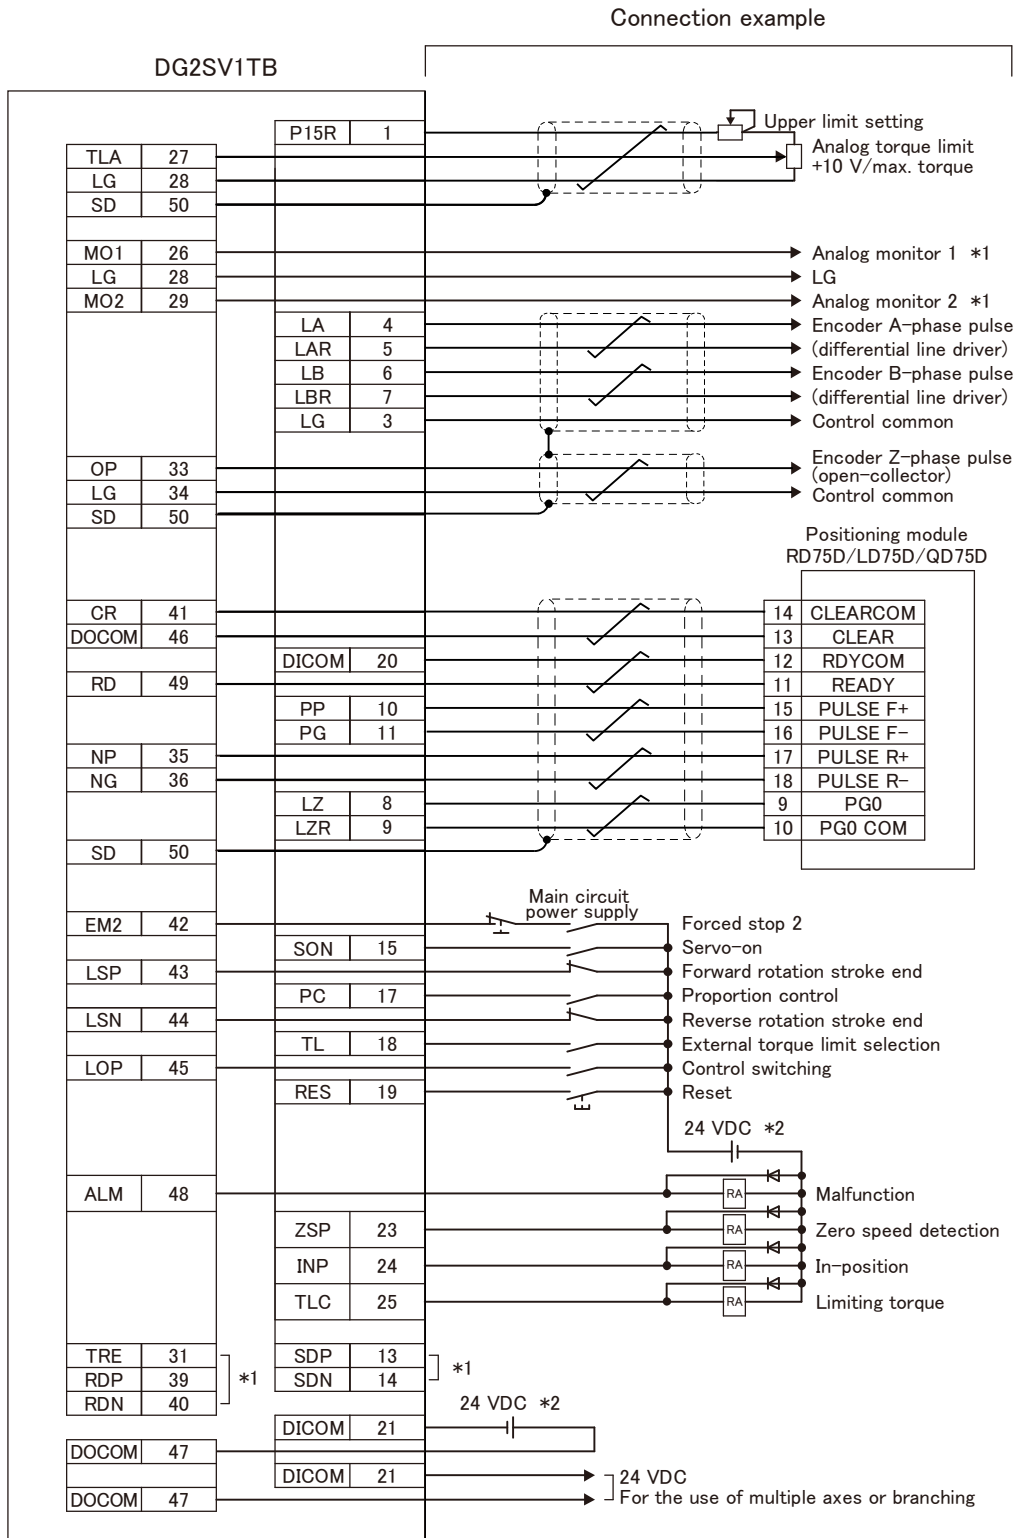 Connection example
DG2SV1TB
P15R 1 Upper limit setting
TLA 27 Analog torque limit
LG 28 +10 V/max. torque
SD 50
MO1 26 Analog monitor 1 *1
LG 28 LG
MO2 29 Analog monitor 2 *1
LA 4 Encoder A-phase pulse
LAR 5 (differential line driver)
LB 6 Encoder B-phase pulse
LBR 7 (differential line driver)
LG 3 Control common
OP 33 Encoder Z-phase pulse
(open-collector)
LG 34 Control common
SD 50
Positioning module
RD75D/LD75D/QD75D
CR 41 14 CLEARCOM
DOCOM 46 13 CLEAR
DICOM 20 12 RDYCOM
RD 49 11 READY
PP 10 15 PULSE F+
PG 11 16 PULSE F-
NP 35 17 PULSE R+
NG 36 18 PULSE R-
LZ 8 9 PG0
LZR 9 10 PG0 COM
SD 50
Main circuit
power supply
EM2 42 Forced stop 2
SON 15 Servo-on
LSP 43 Forward rotation stroke end
PC 17 Proportion control
LSN 44 Reverse rotation stroke end
TL 18 External torque limit selection
LOP 45 Control switching
RES 19 Reset
24 VDC *2
ALM 48 RA Malfunction
ZSP 23 RA Zero speed detection
INP 24 RA In-position
TLC 25 RA Limiting torque
TRE 31 SDP 13
RDP 39 *1 SDN 14 *1
RDN 40
24 VDC *2
DICOM 21
DOCOM 47
DICOM 21 24 VDC
DOCOM 47 For the use of multiple axes or branching